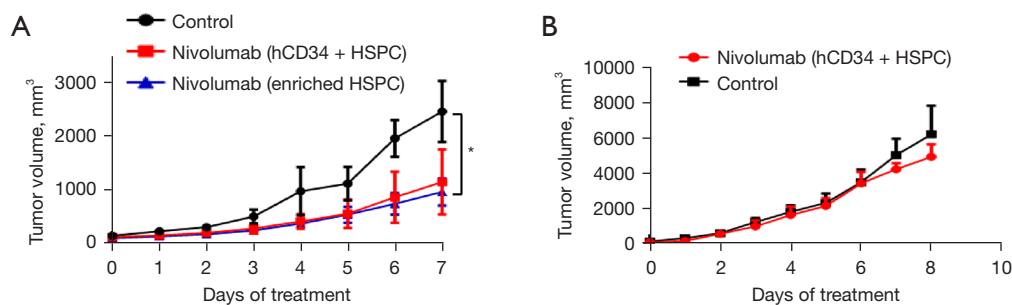 A
Control
Nivolumab (hCD34 + HSPC)
Nivolumab (enriched HSPC)
Tumor volume, mm³
3000
2000
1000
0
*
0 1 2 3 4 5 6 7
Days of treatment
B
Nivolumab (hCD34 + HSPC)
Control
Tumor volume, mm³
10000
8000
6000
4000
2000
0
0 2 4 6 8 10
Days of treatment